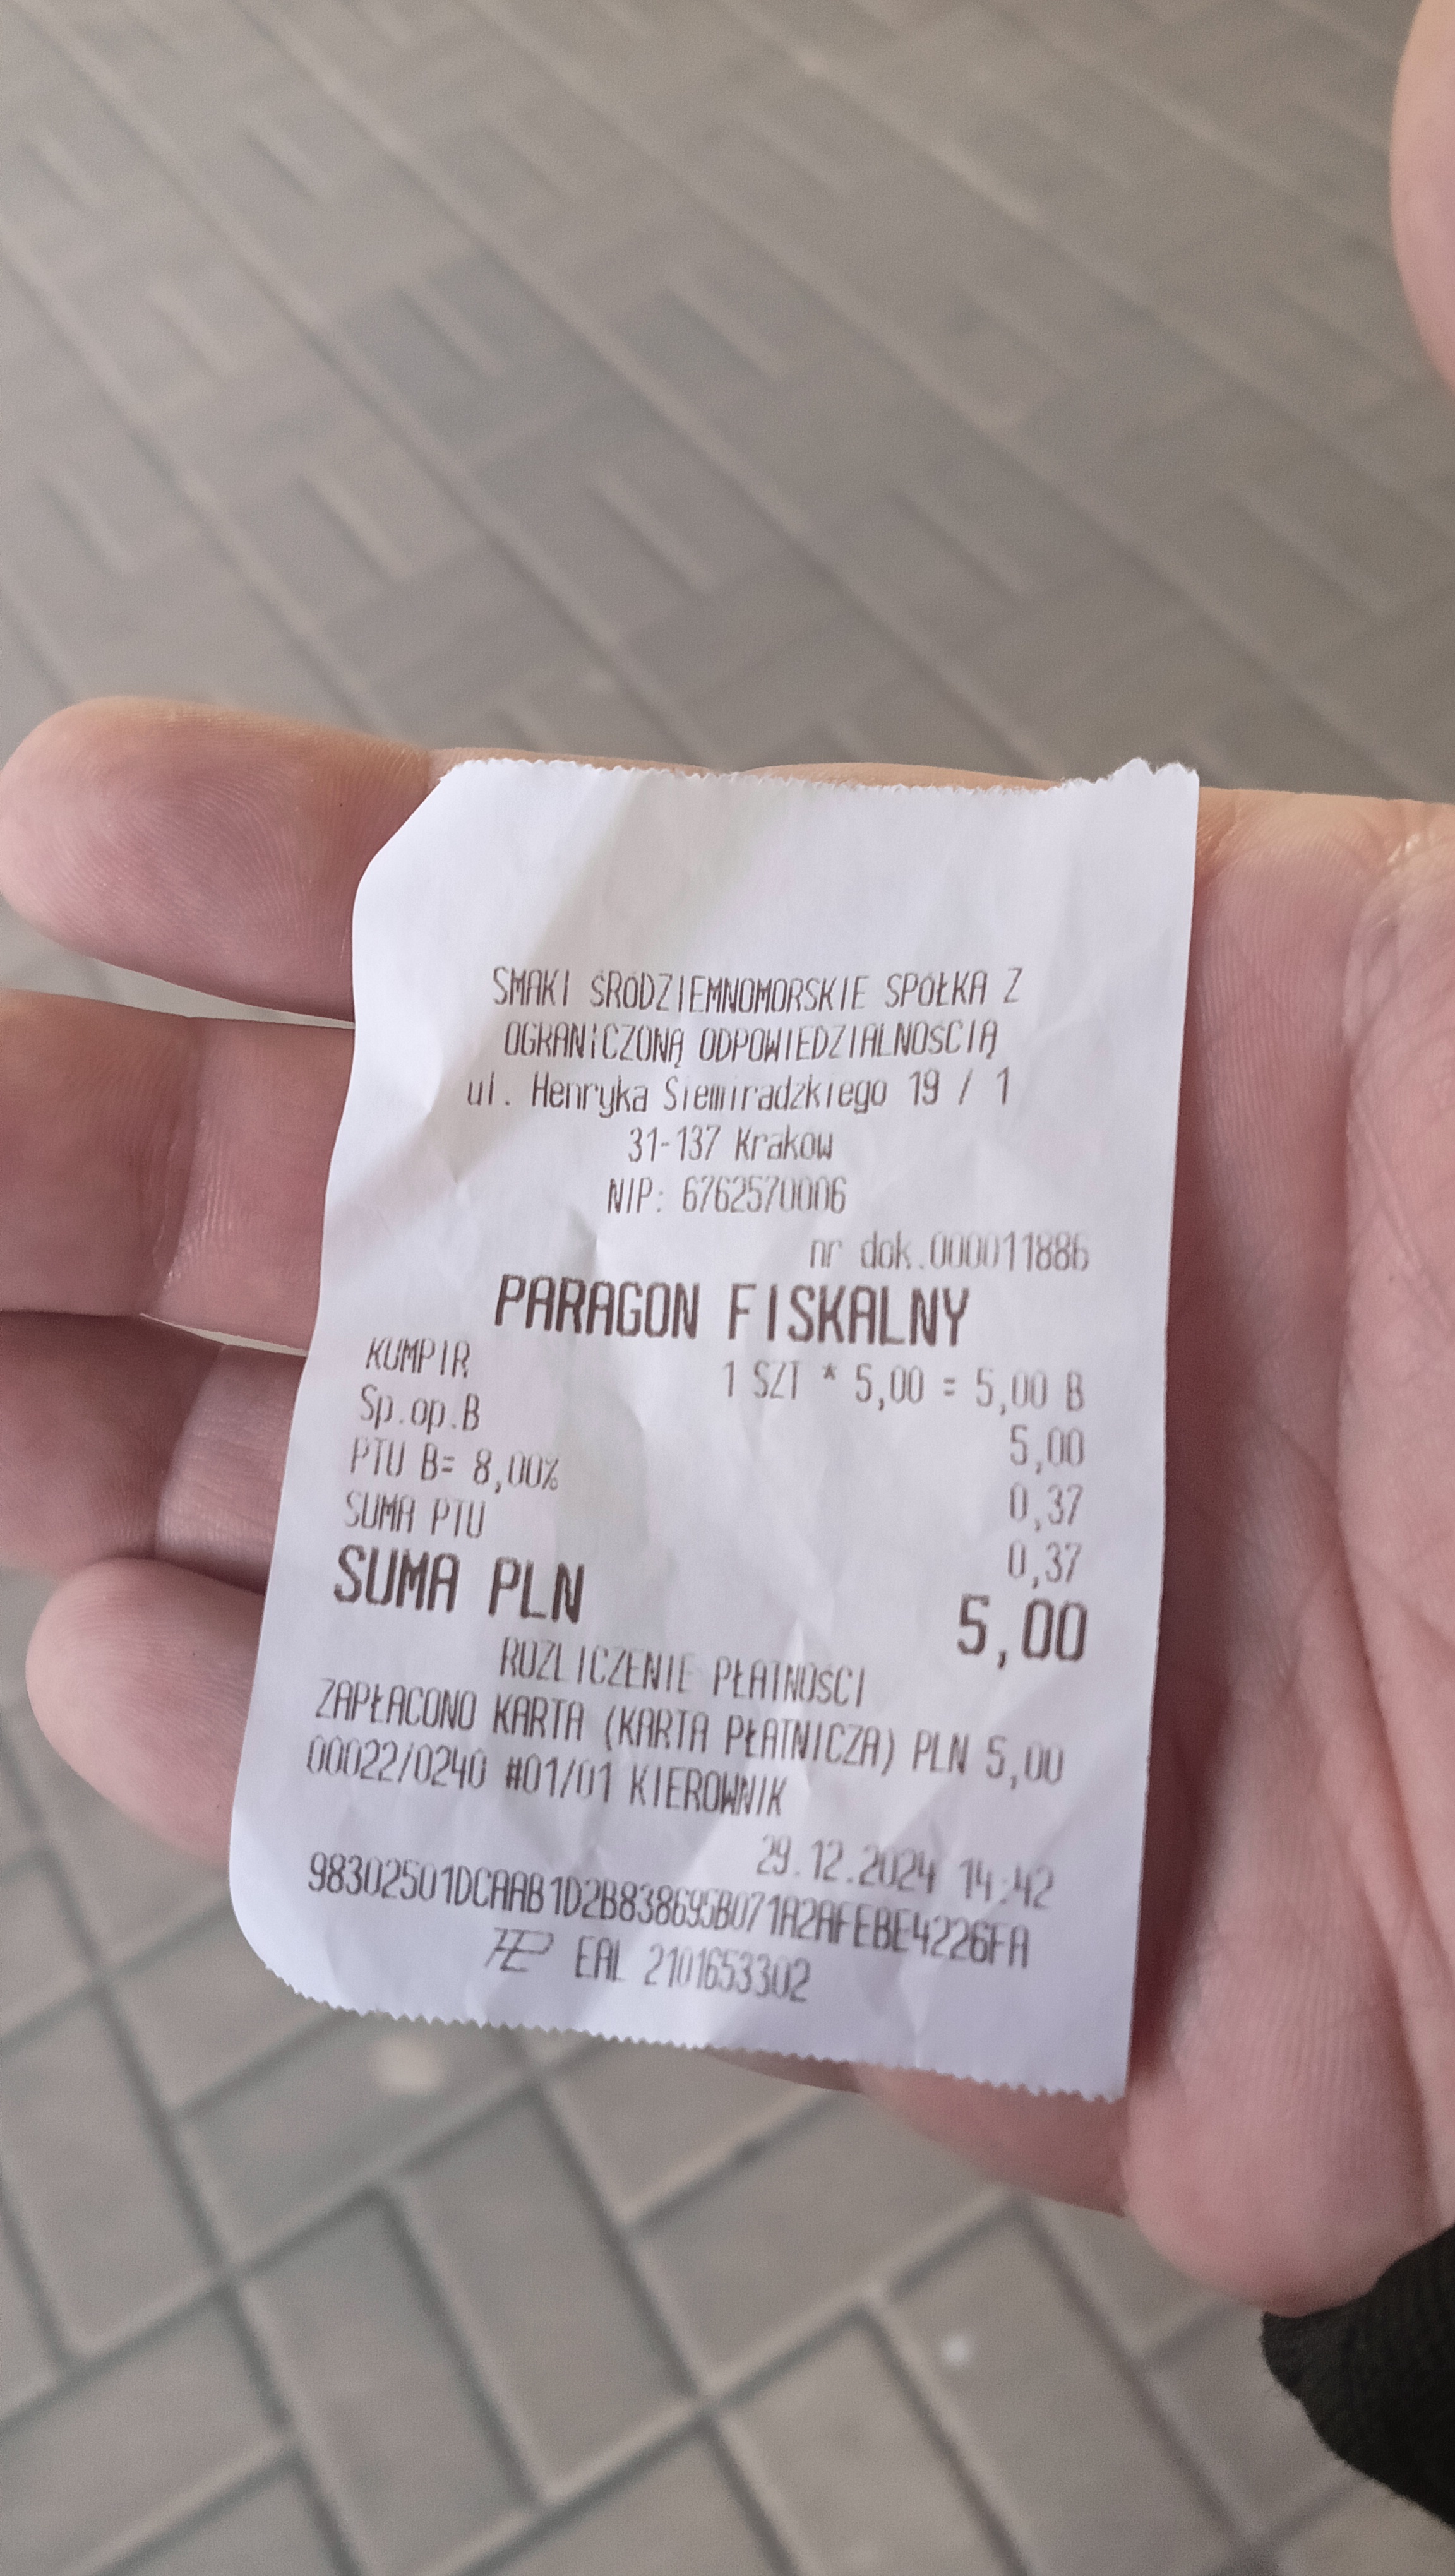 SMAKI ŚRÓDZIEMNOMORSKIE SPÓŁKA Z
OGRANICZONĄ ODPOWIEDZIALNOŚCIĄ
ul. Henryka Siemiradzkiego 19 / 1
31-137 Kraków
NIP: 6762570006
nr dok.000011886
PARAGON FISKALNY
KUMPIR
1 SZT * 5,00 = 5,00 B
Sp.op.B 5,00
PTU B= 8,00% 0,37
SUMA PTU 0,37
SUMA PLN 5,00
ROZLICZENIE PŁATNOŚCI
ZAPŁACONO KARTA (KARTA PŁATNICZA) PLN 5,00
00022/0240 #01/01 KIEROWNIK
29.12.2024 14:42
98302501DCAAB1D2B838695B071A2AFEBE4226FA
EAL 2101653302